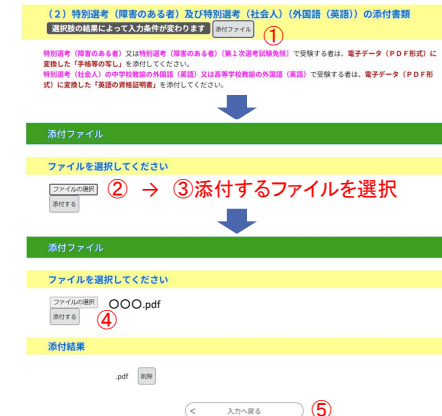 （２）特別選考（障害のある者）及び特別選考（社会人）（外国語（英語））の添付書類
選択肢の結果によって入力条件が変わります 添付ファイル ①
特別選考（障害のある者）又は特別選考（障害のある者）（第１次選考試験免除）で受験する者は、電子データ（ＰＤＦ形式）に
変換した「手帳等の写し」を添付してください。
特別選考（社会人）の中学校教諭の外国語（英語）又は高等学校教諭の外国語（英語）で受験する者は、電子データ（ＰＤＦ形
式）に変換した「英語の資格証明書」を添付してください。
添付ファイル
ファイルを選択してください
ファイルの選択 ② → ③添付するファイルを選択
添付する
添付ファイル
ファイルを選択してください
ファイルの選択 〇〇〇.pdf
添付する ④
添付結果
.pdf 削除
< 入力へ戻る ⑤